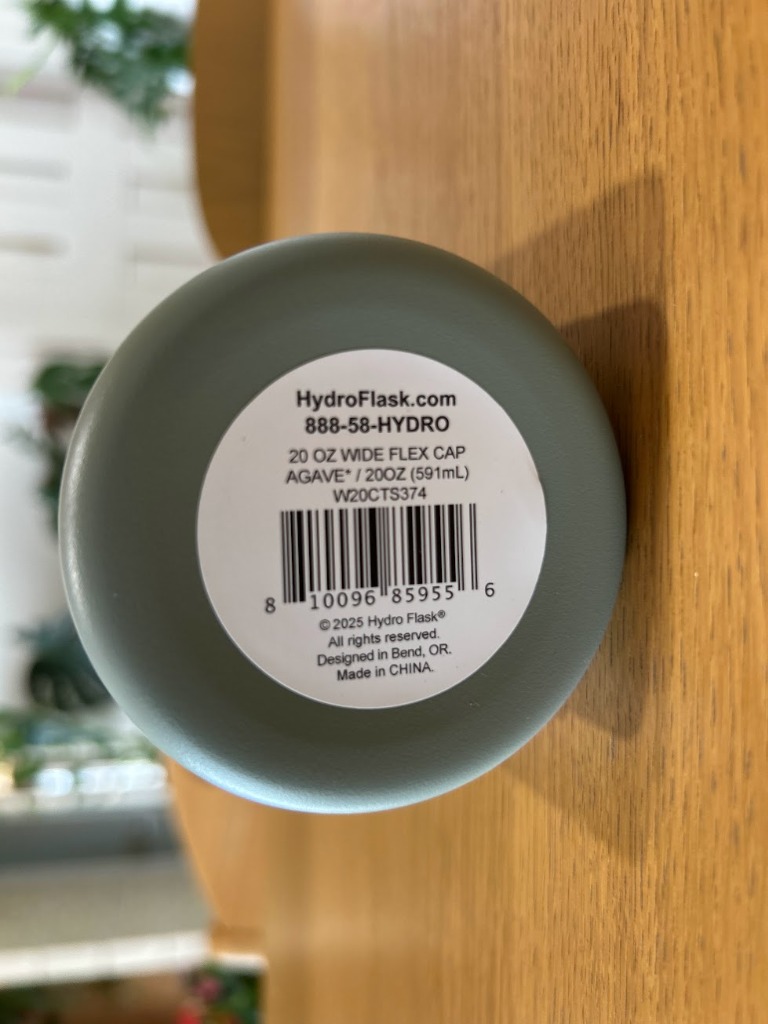 HydroFlask.com
888-58-HYDRO
20 OZ WIDE FLEX CAP
AGAVE* / 20OZ (591mL)
W20CTS374
8 10096 85955 6
© 2025 Hydro Flask®
All rights reserved.
Designed in Bend, OR.
Made in CHINA.